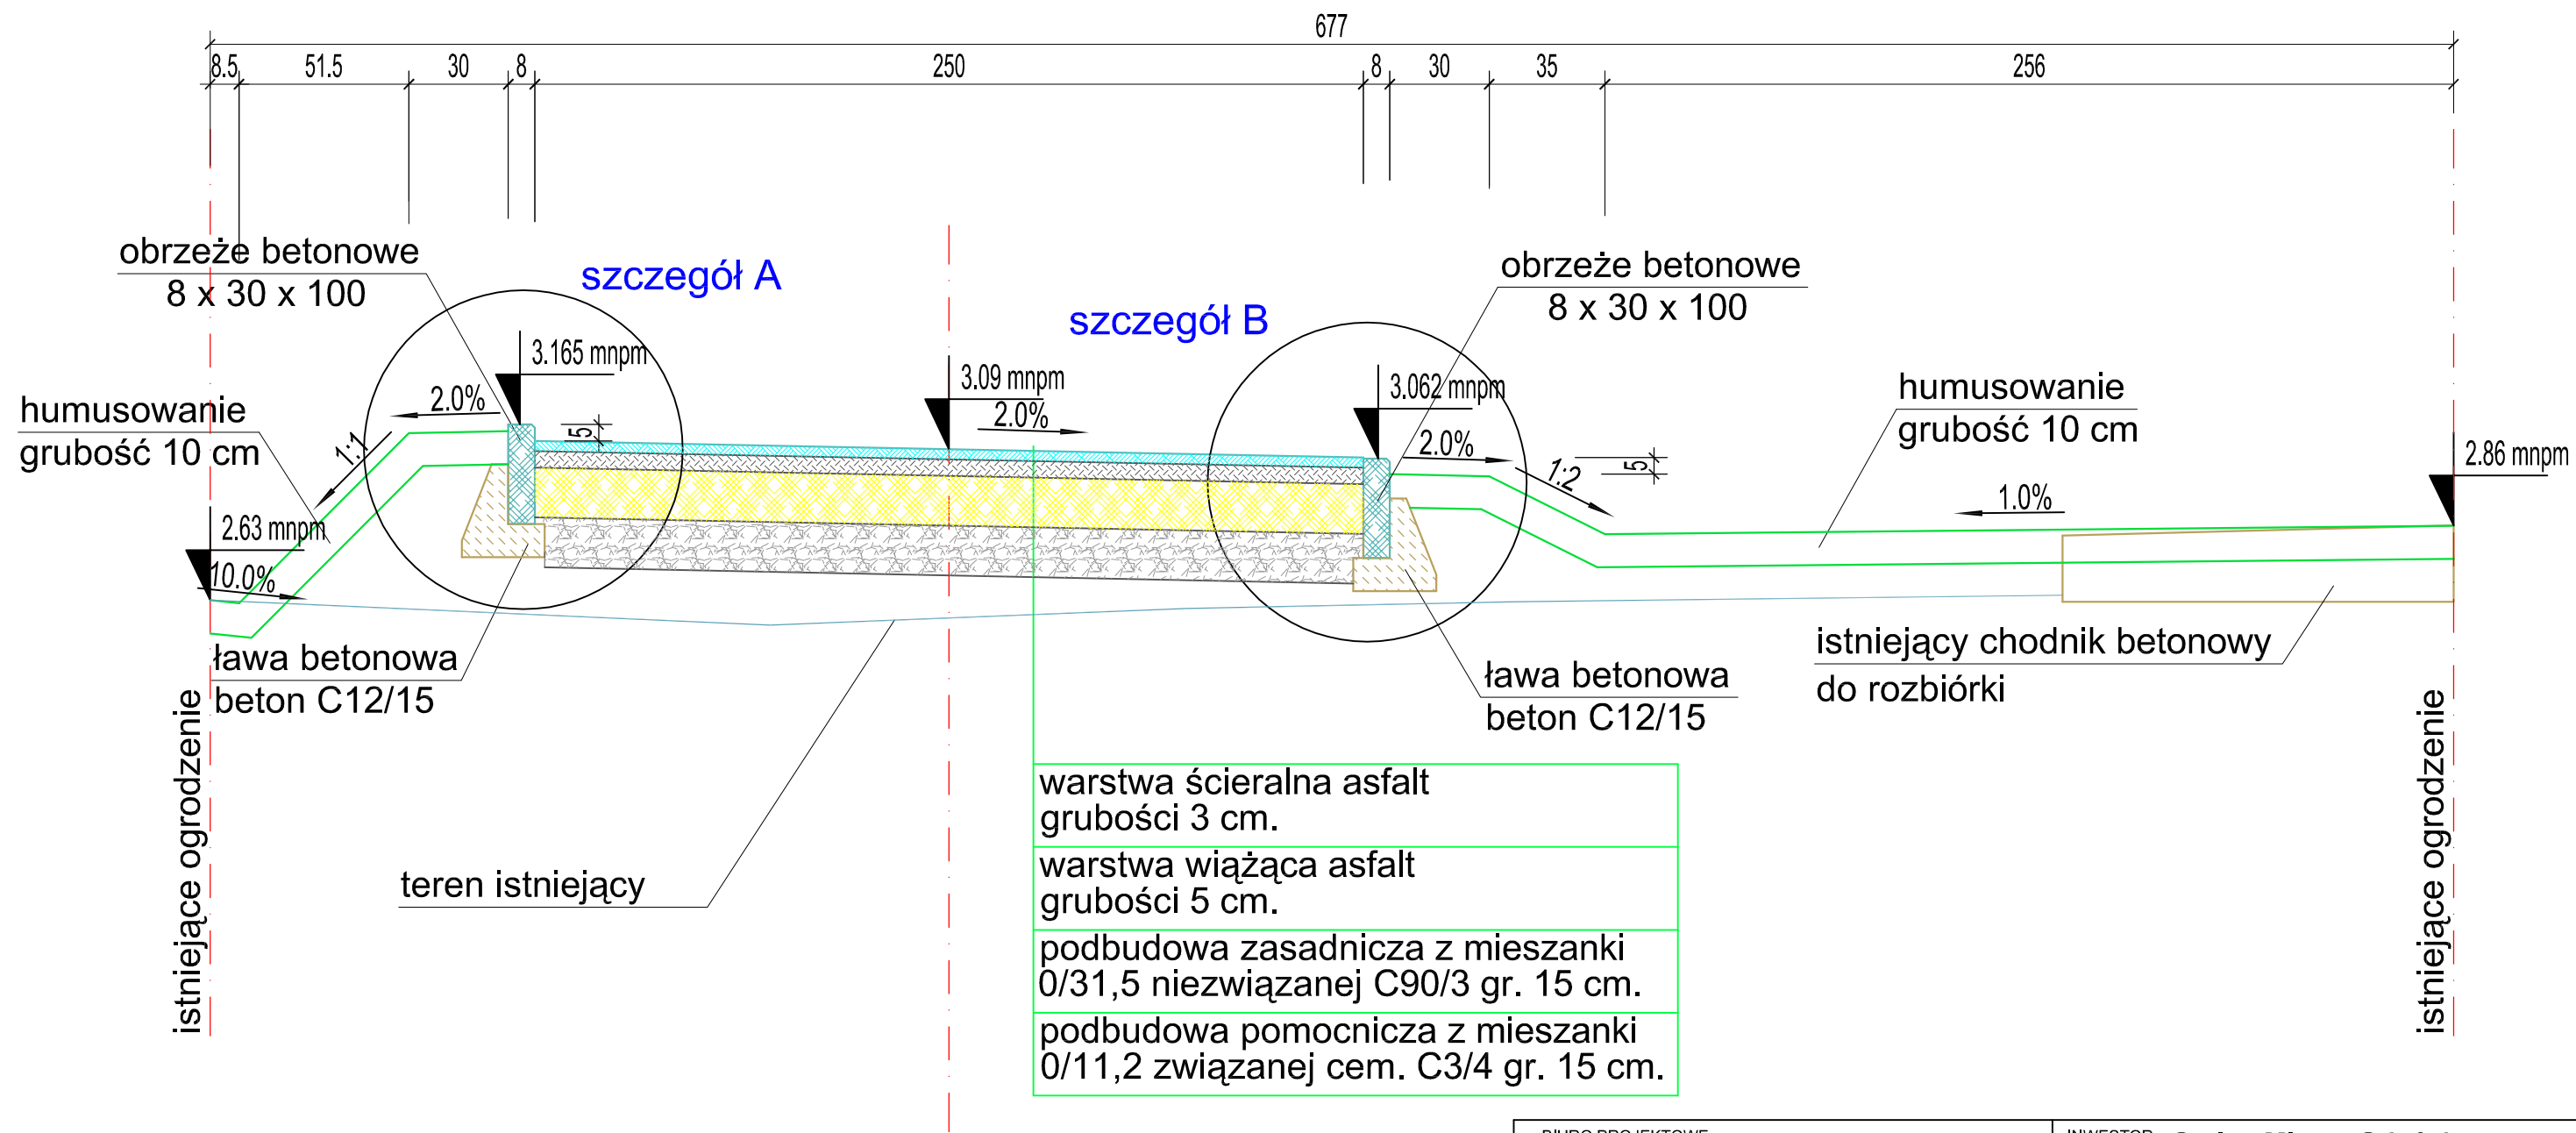 677
8.5 51.5 30 8 250 8 30 35 256
obrzeże betonowe
8 x 30 x 100
szczegół A
szczegół B
obrzeże betonowe
8 x 30 x 100
3.165 mnpm
3.09 mnpm
3.062 mnpm
2.0%
2.0%
2.0%
5
5
1:1
1:2
humusowanie
grubość 10 cm
humusowanie
grubość 10 cm
2.86 mnpm
1.0%
2.63 mnpm
10.0%
ława betonowa
beton C12/15
ława betonowa
beton C12/15
istniejący chodnik betonowy
do rozbiórki
istniejące ogrodzenie
istniejące ogrodzenie
teren istniejący
warstwa ścieralna asfalt
grubości 3 cm.
warstwa wiążąca asfalt
grubości 5 cm.
podbudowa zasadnicza z mieszanki
0/31,5 niezwiązanej C90/3 gr. 15 cm.
podbudowa pomocnicza z mieszanki
0/11,2 związanej cem. C3/4 gr. 15 cm.
BIURO PROJEKTOWE
INWESTOR